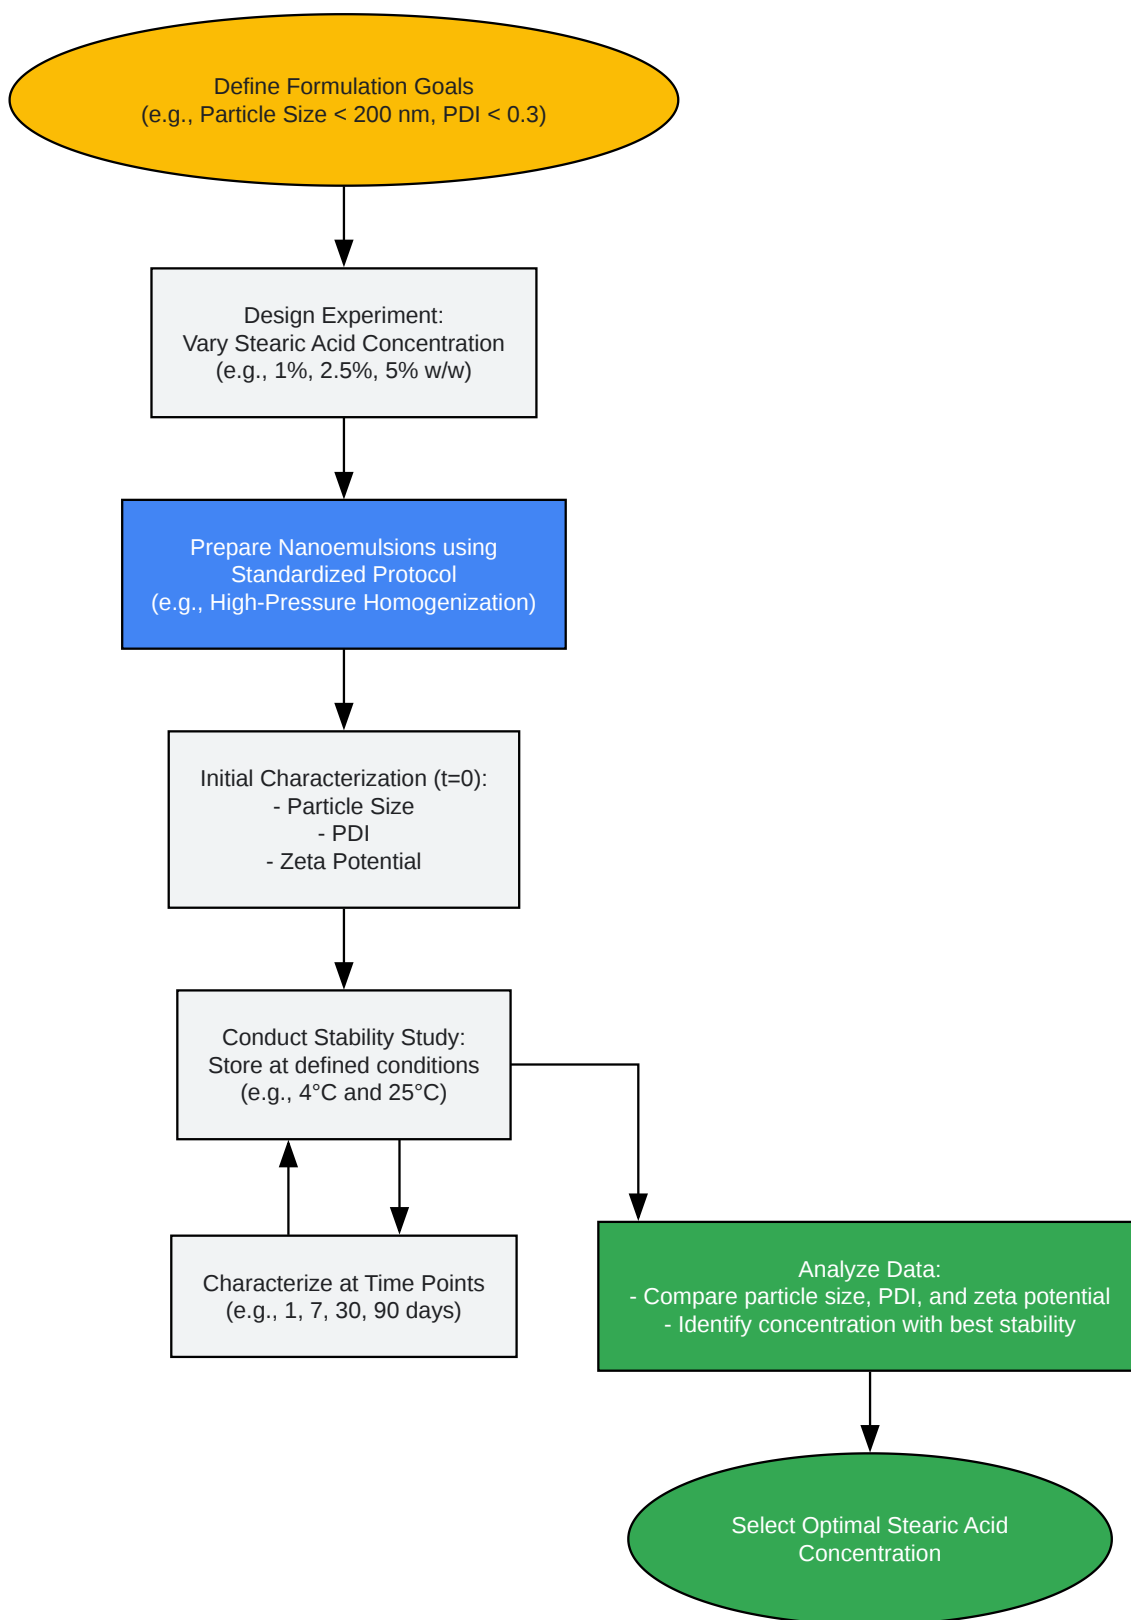 Define Formulation Goals
(e.g., Particle Size < 200 nm, PDI < 0.3)
Design Experiment:
Vary Stearic Acid Concentration
(e.g., 1%, 2.5%, 5% w/w)
Prepare Nanoemulsions using
Standardized Protocol
(e.g., High-Pressure Homogenization)
Initial Characterization (t=0):
- Particle Size
- PDI
- Zeta Potential
Conduct Stability Study:
Store at defined conditions
(e.g., 4°C and 25°C)
Characterize at Time Points
(e.g., 1, 7, 30, 90 days)
Analyze Data:
- Compare particle size, PDI, and zeta potential
- Identify concentration with best stability
Select Optimal Stearic Acid
Concentration